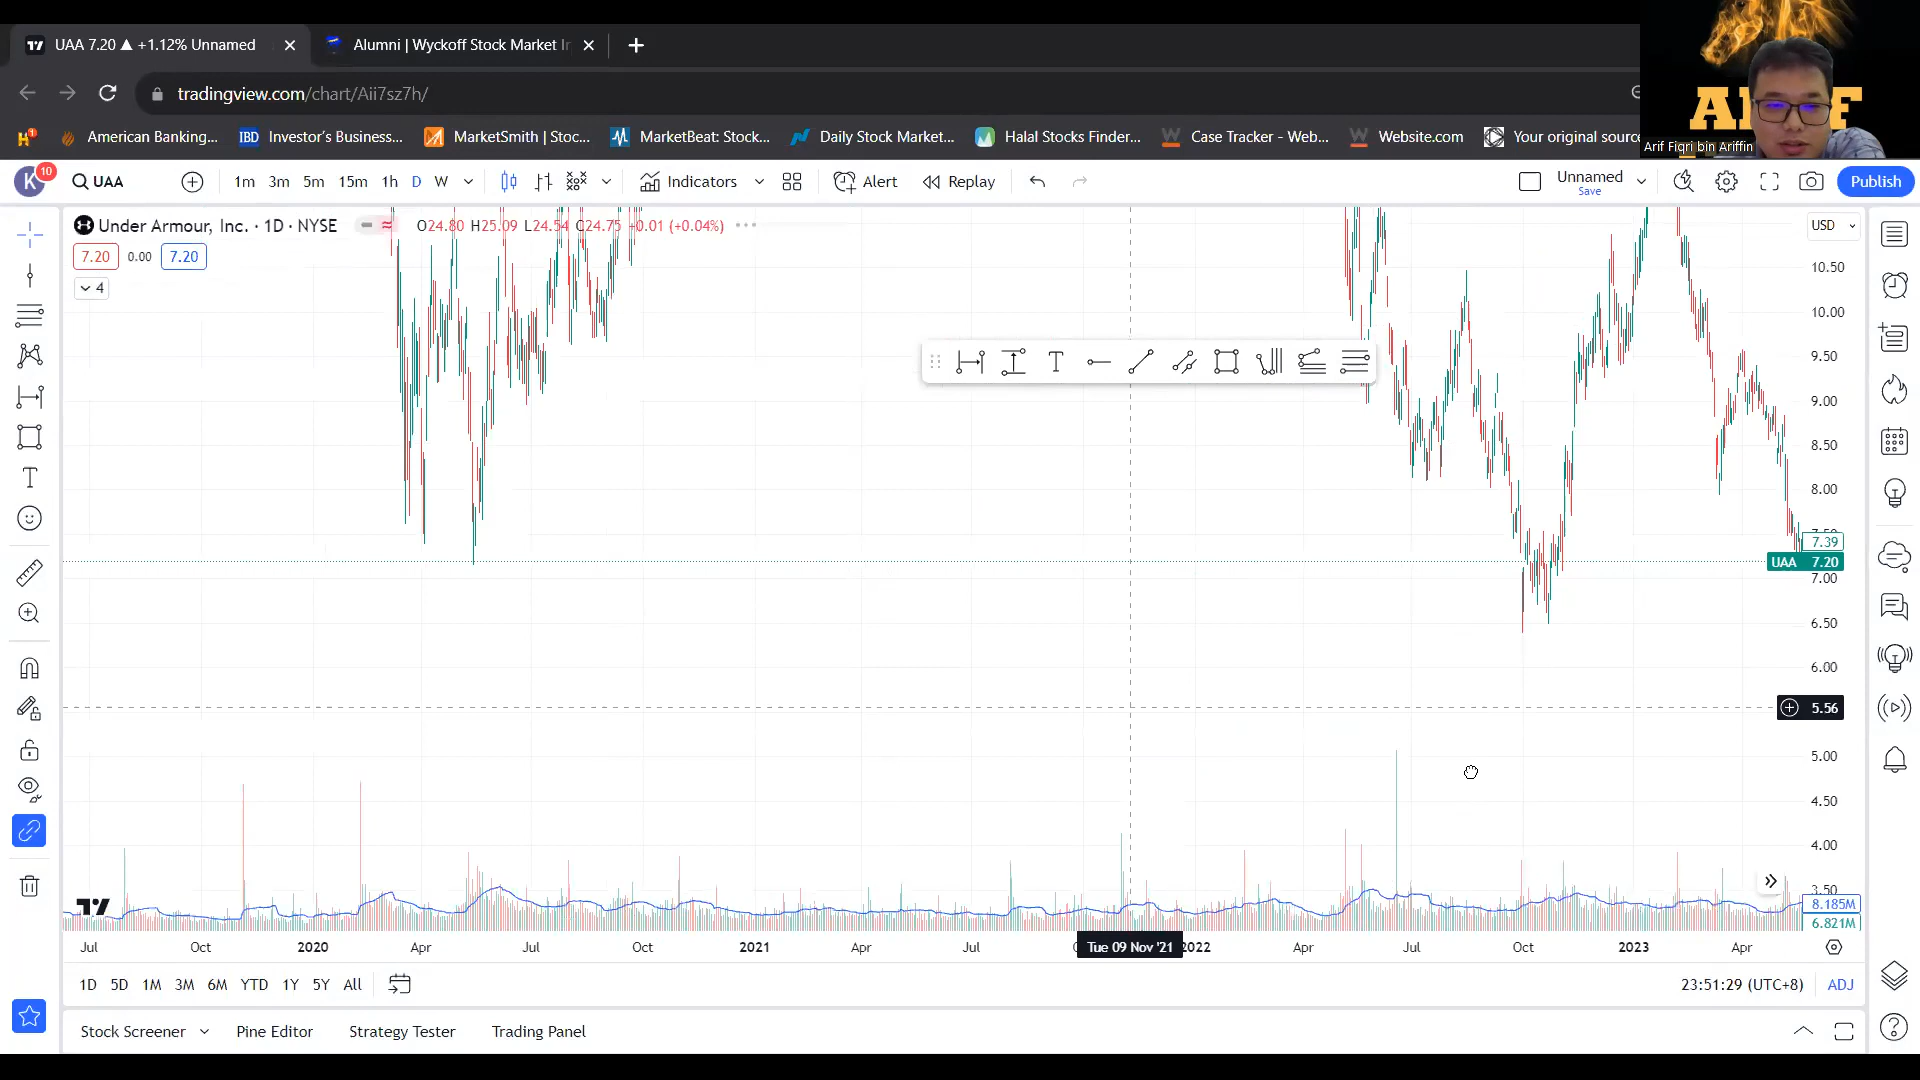 UAA 7.20 ▲ +1.12% Unnamed
Alumni | Wyckoff Stock Market In
tradingview.com/chart/Aii7sz7h/
American Banking...
IBD Investor's Business...
MarketSmith | Stoc...
MarketBeat: Stock...
Daily Stock Market...
Halal Stocks Finder...
Case Tracker - Web...
Website.com
Your original source
Arif Fiqri bin Ariffin
K 10
UAA
1m 3m 5m 15m 1h D W
Indicators
Alert
Replay
Unnamed
Save
Publish
Under Armour, Inc. · 1D · NYSE
O24.80 H25.09 L24.54 C24.75 +0.01 (+0.04%)
USD
7.20 0.00 7.20
4
10.50
10.00
9.50
9.00
8.50
8.00
7.50
7.39
UAA 7.20
7.00
6.50
6.00
5.56
5.00
4.50
4.00
3.50
8.185M
6.821M
Jul Oct 2020 Apr Jul Oct 2021 Apr Jul Tue 09 Nov '21 2022 Apr Jul Oct 2023 Apr
1D 5D 1M 3M 6M YTD 1Y 5Y All
23:51:29 (UTC+8) ADJ
Stock Screener
Pine Editor
Strategy Tester
Trading Panel